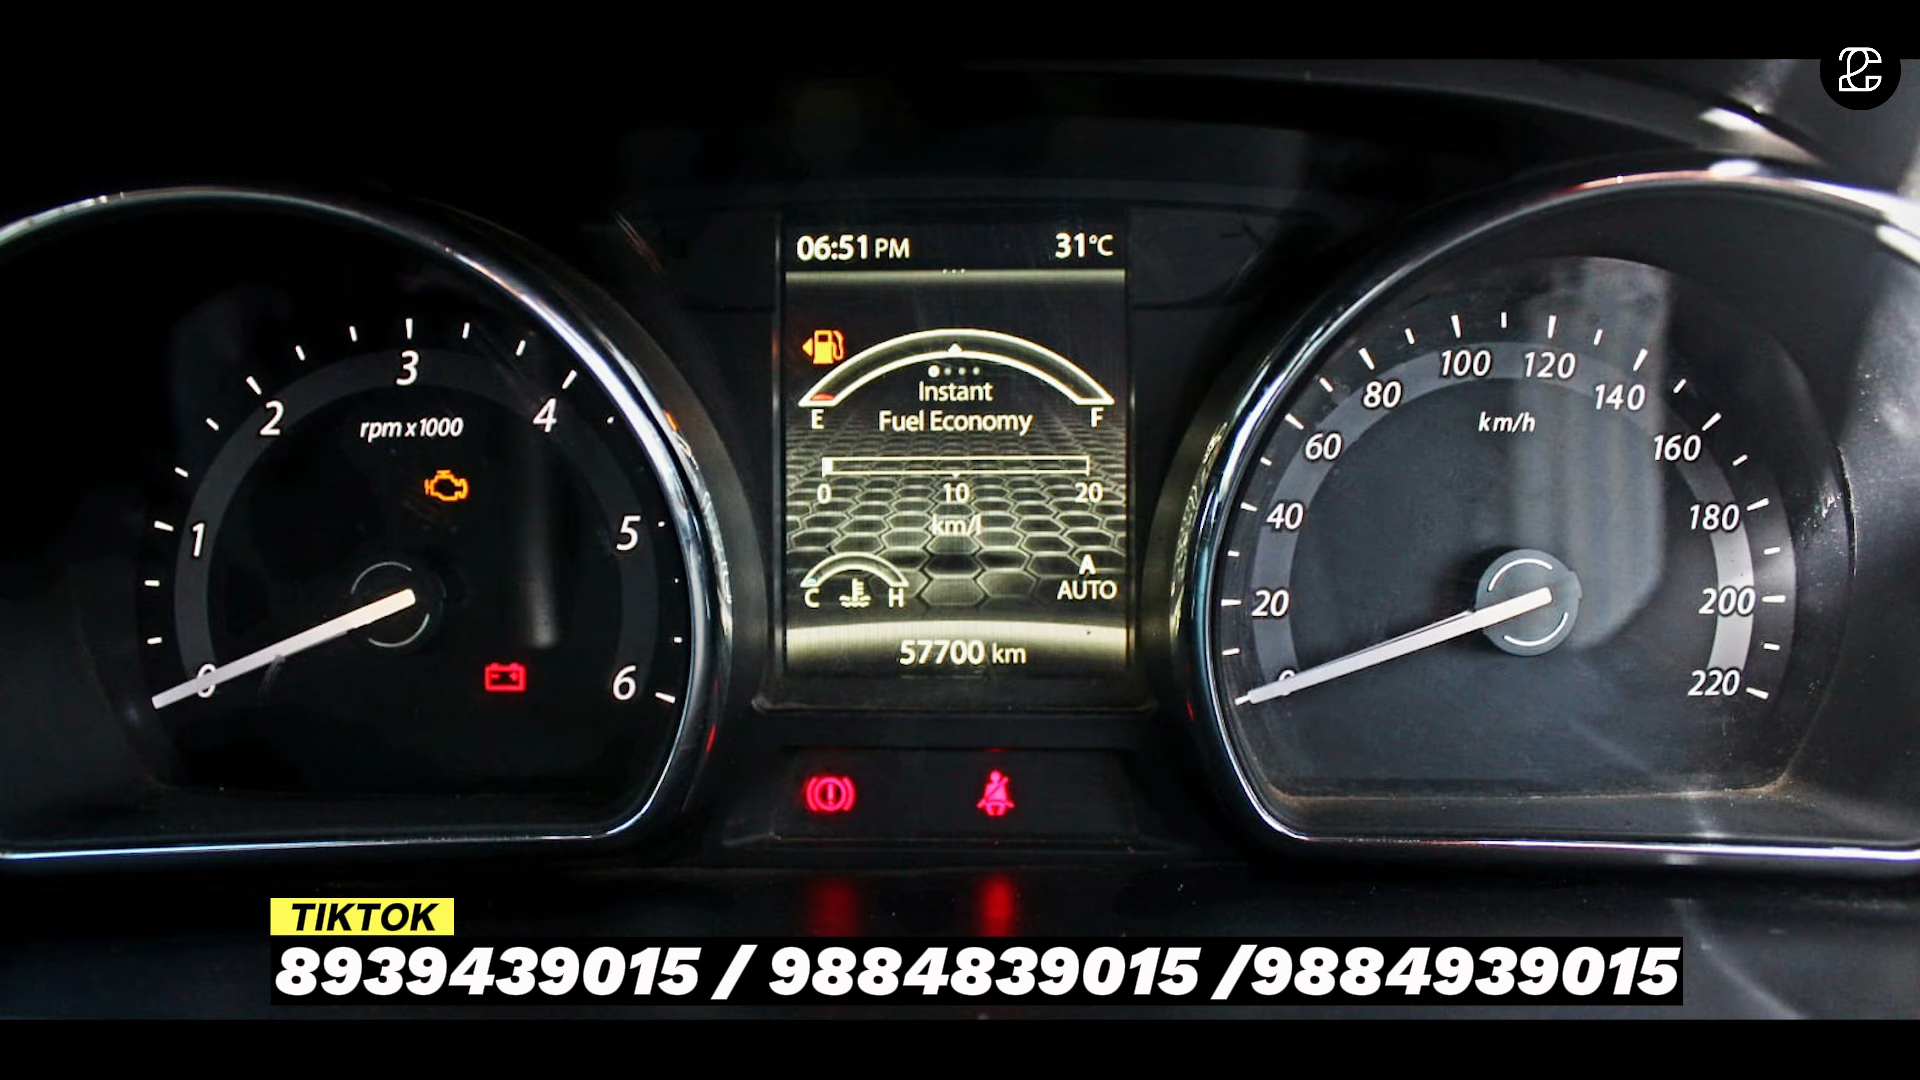 06:51 PM 31°C
Instant
Fuel Economy
E F
0 10 20
km/l
C H
A
AUTO
57700 km
0 1 2 3 4 5 6
rpm x1000
0 20 40 60 80 100 120 140 160 180 200 220
km/h
TIKTOK
8939439015 / 9884839015 /9884939015